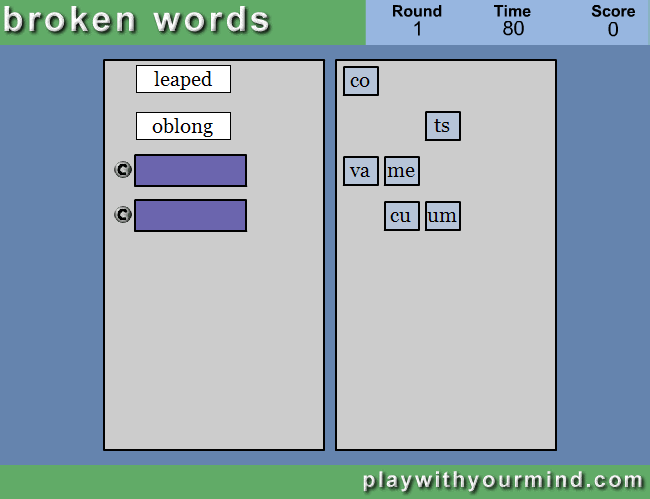 broken words
Round Time Score
1 80 0
leaped
oblong
C
C
co
ts
va me
cu um
playwithyourmind.com